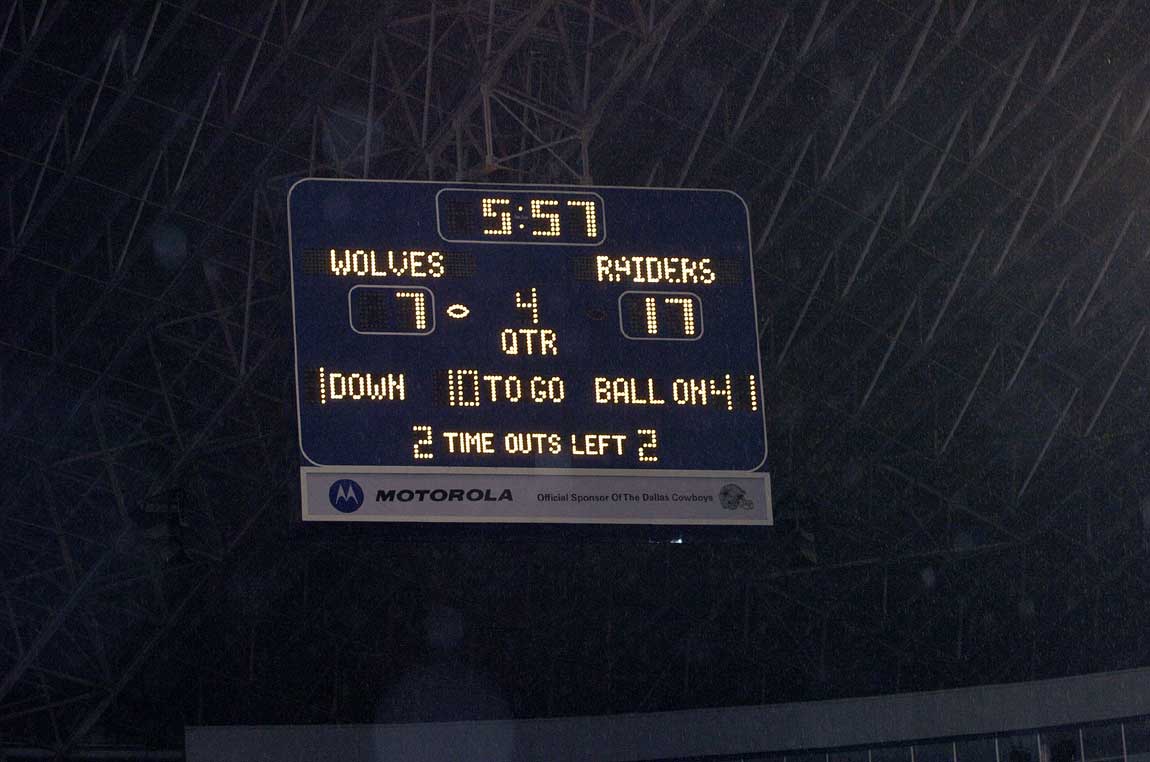 5:57
WOLVES RAIDERS
7 4 17
QTR
1 DOWN 10 TO GO BALL ON 41
2 TIME OUTS LEFT 2
MOTOROLA Official Sponsor Of The Dallas Cowboys